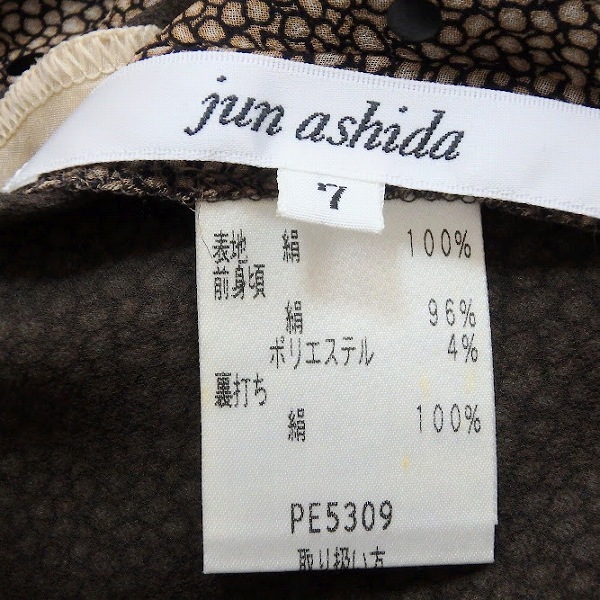 jun ashida
7
表地 絹 100%
前身頃
絹 96%
ポリエステル 4%
裏打ち
絹 100%
PE5309
取り扱い方